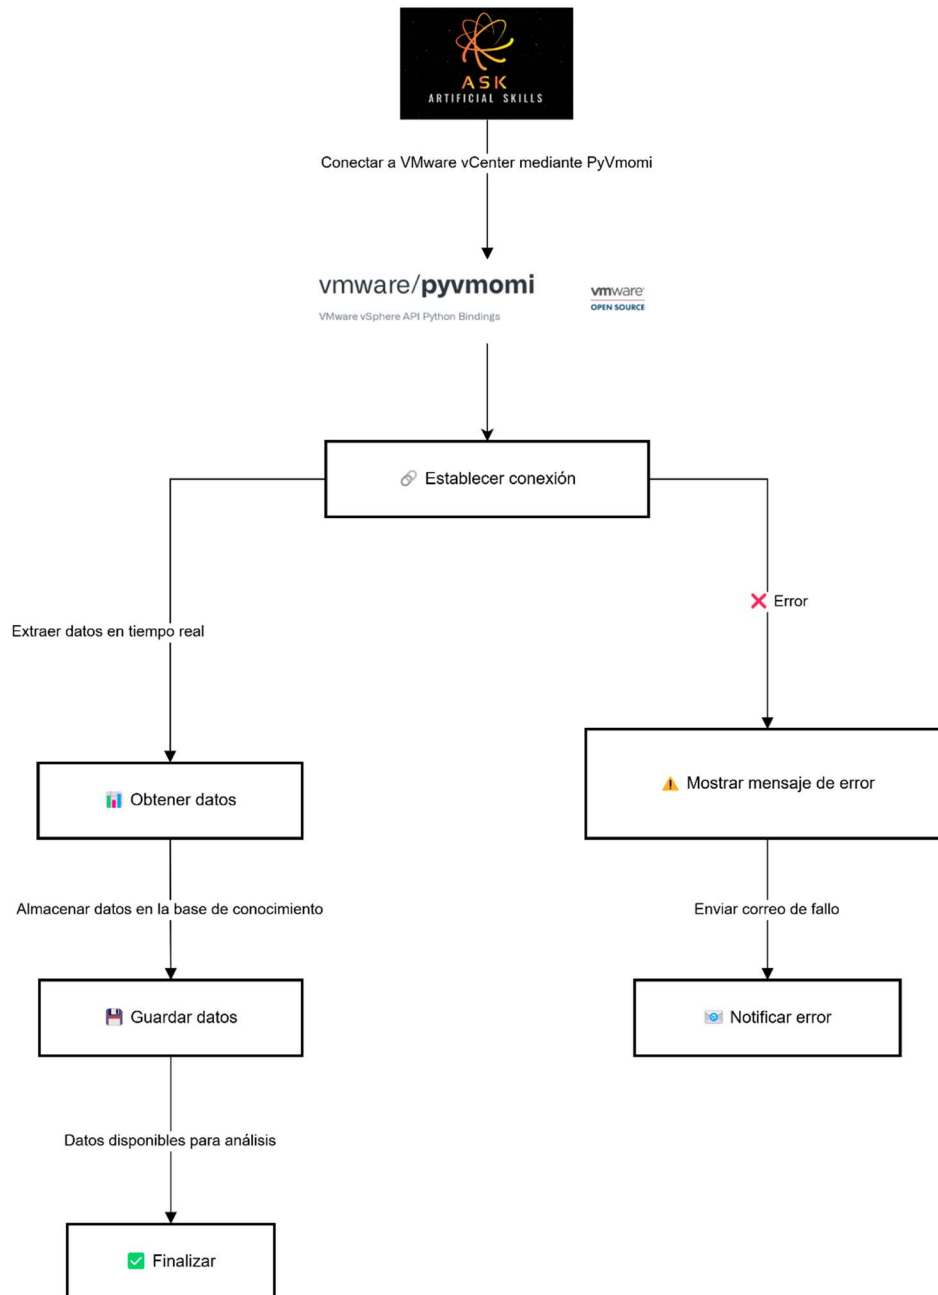 ASK
ARTIFICIAL SKILLS
Conectar a VMware vCenter mediante PyVmomi
vmware/pyvmomi
VMware vSphere API Python Bindings
vmware
OPEN SOURCE
Establecer conexión
Error
Extraer datos en tiempo real
Obtener datos
Mostrar mensaje de error
Almacenar datos en la base de conocimiento
Enviar correo de fallo
Guardar datos
Notificar error
Datos disponibles para análisis
Finalizar